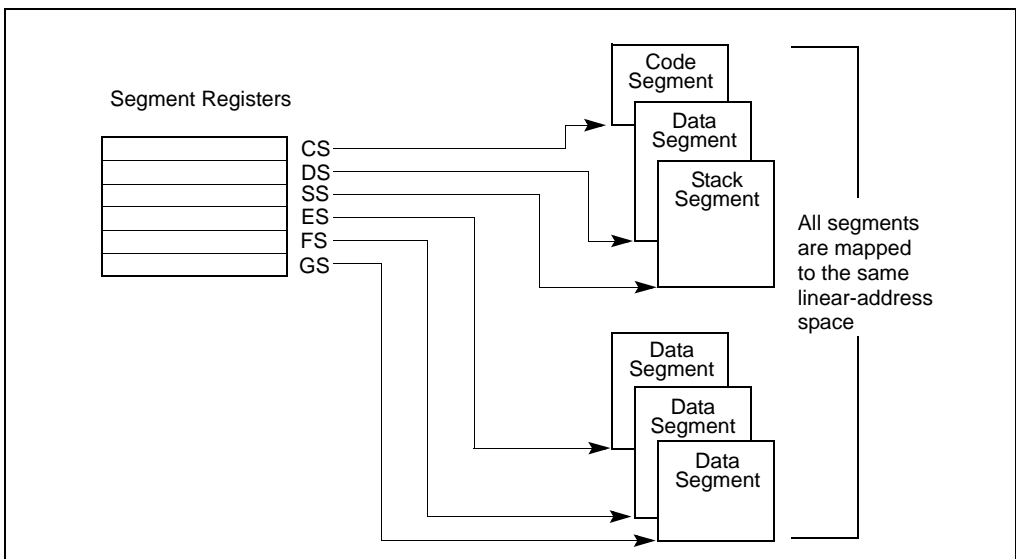 Segment Registers
CS
DS
SS
ES
FS
GS
Code
Segment
Data
Segment
Stack
Segment
Data
Segment
Data
Segment
Data
Segment
All segments
are mapped
to the same
linear-address
space